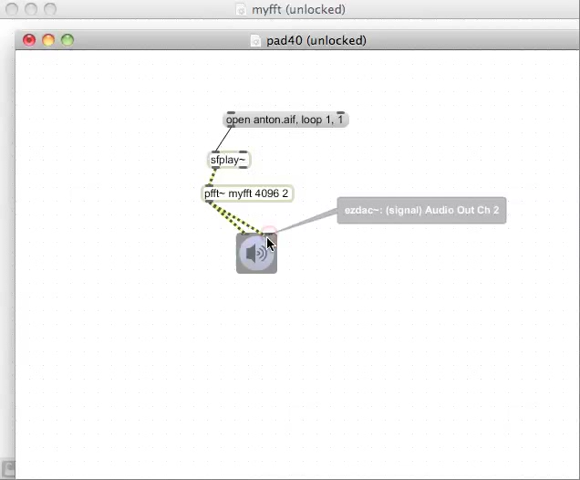 myfft (unlocked)
pad40 (unlocked)
open anton.aif, loop 1, 1
sfplay~
pfft~ myfft 4096 2
ezdac~: (signal) Audio Out Ch 2